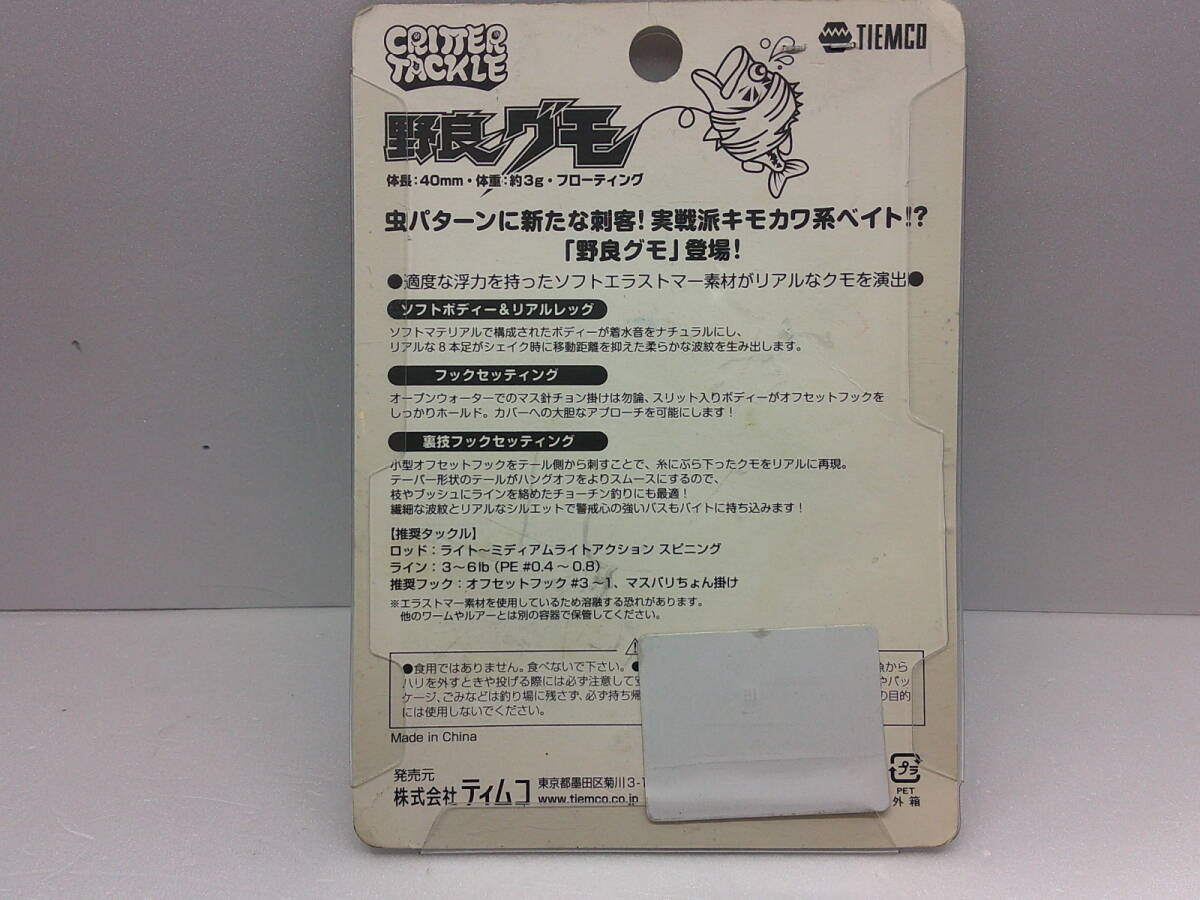 CRITTER TACKLE
TIEMCO
野良グモ
体長:40mm・体重:約3g・フローティング
虫パターンに新たな刺客!実戦派キモカワ系ベイト!?
「野良グモ」登場!
●適度な浮力を持ったソフトエラストマー素材がリアルなクモを演出●
ソフトボディー&リアルレッグ
ソフトマテリアルで構成されたボディーが着水音をナチュラルにし、
リアルな8本足がシェイク時に移動距離を抑えた柔らかな波紋を生み出します。
フックセッティング
オープンウォーターでのマス針チョン掛けは勿論、スリット入りボディーがオフセットフックを
しっかりホールド。カバーへの大胆なアプローチを可能にします!
裏技フックセッティング
小型オフセットフックをテール側から刺すことで、糸にぶら下ったクモをリアルに再現。
テーパー形状のテールがハングオフをよりスムースにするので、
枝やブッシュにラインを絡めたチョーチン釣りにも最適!
繊細な波紋とリアルなシルエットで警戒心の強いバスもバイトに持ち込みます!
【推奨タックル】
ロッド:ライト〜ミディアムライトアクション スピニング
ライン:3〜6lb(PE #0.4〜0.8)
推奨フック:オフセットフック#3〜1、マスバリちょん掛け
※エラストマー素材を使用しているため溶融する恐れがあります。
他のワームやルアーとは別の容器で保管してください。
●食用ではありません。食べないで下さい。● から
ハリを外すときや投げる際には必ず注意して やパッ
ケージ、ごみなどは釣り場に残さず、必ず持ち帰 の目的
には使用しないでください。
Made in China
発売元
株式会社 ティムコ 東京都墨田区菊川3-1
www.tiemco.co.jp
プラ
PET
外箱